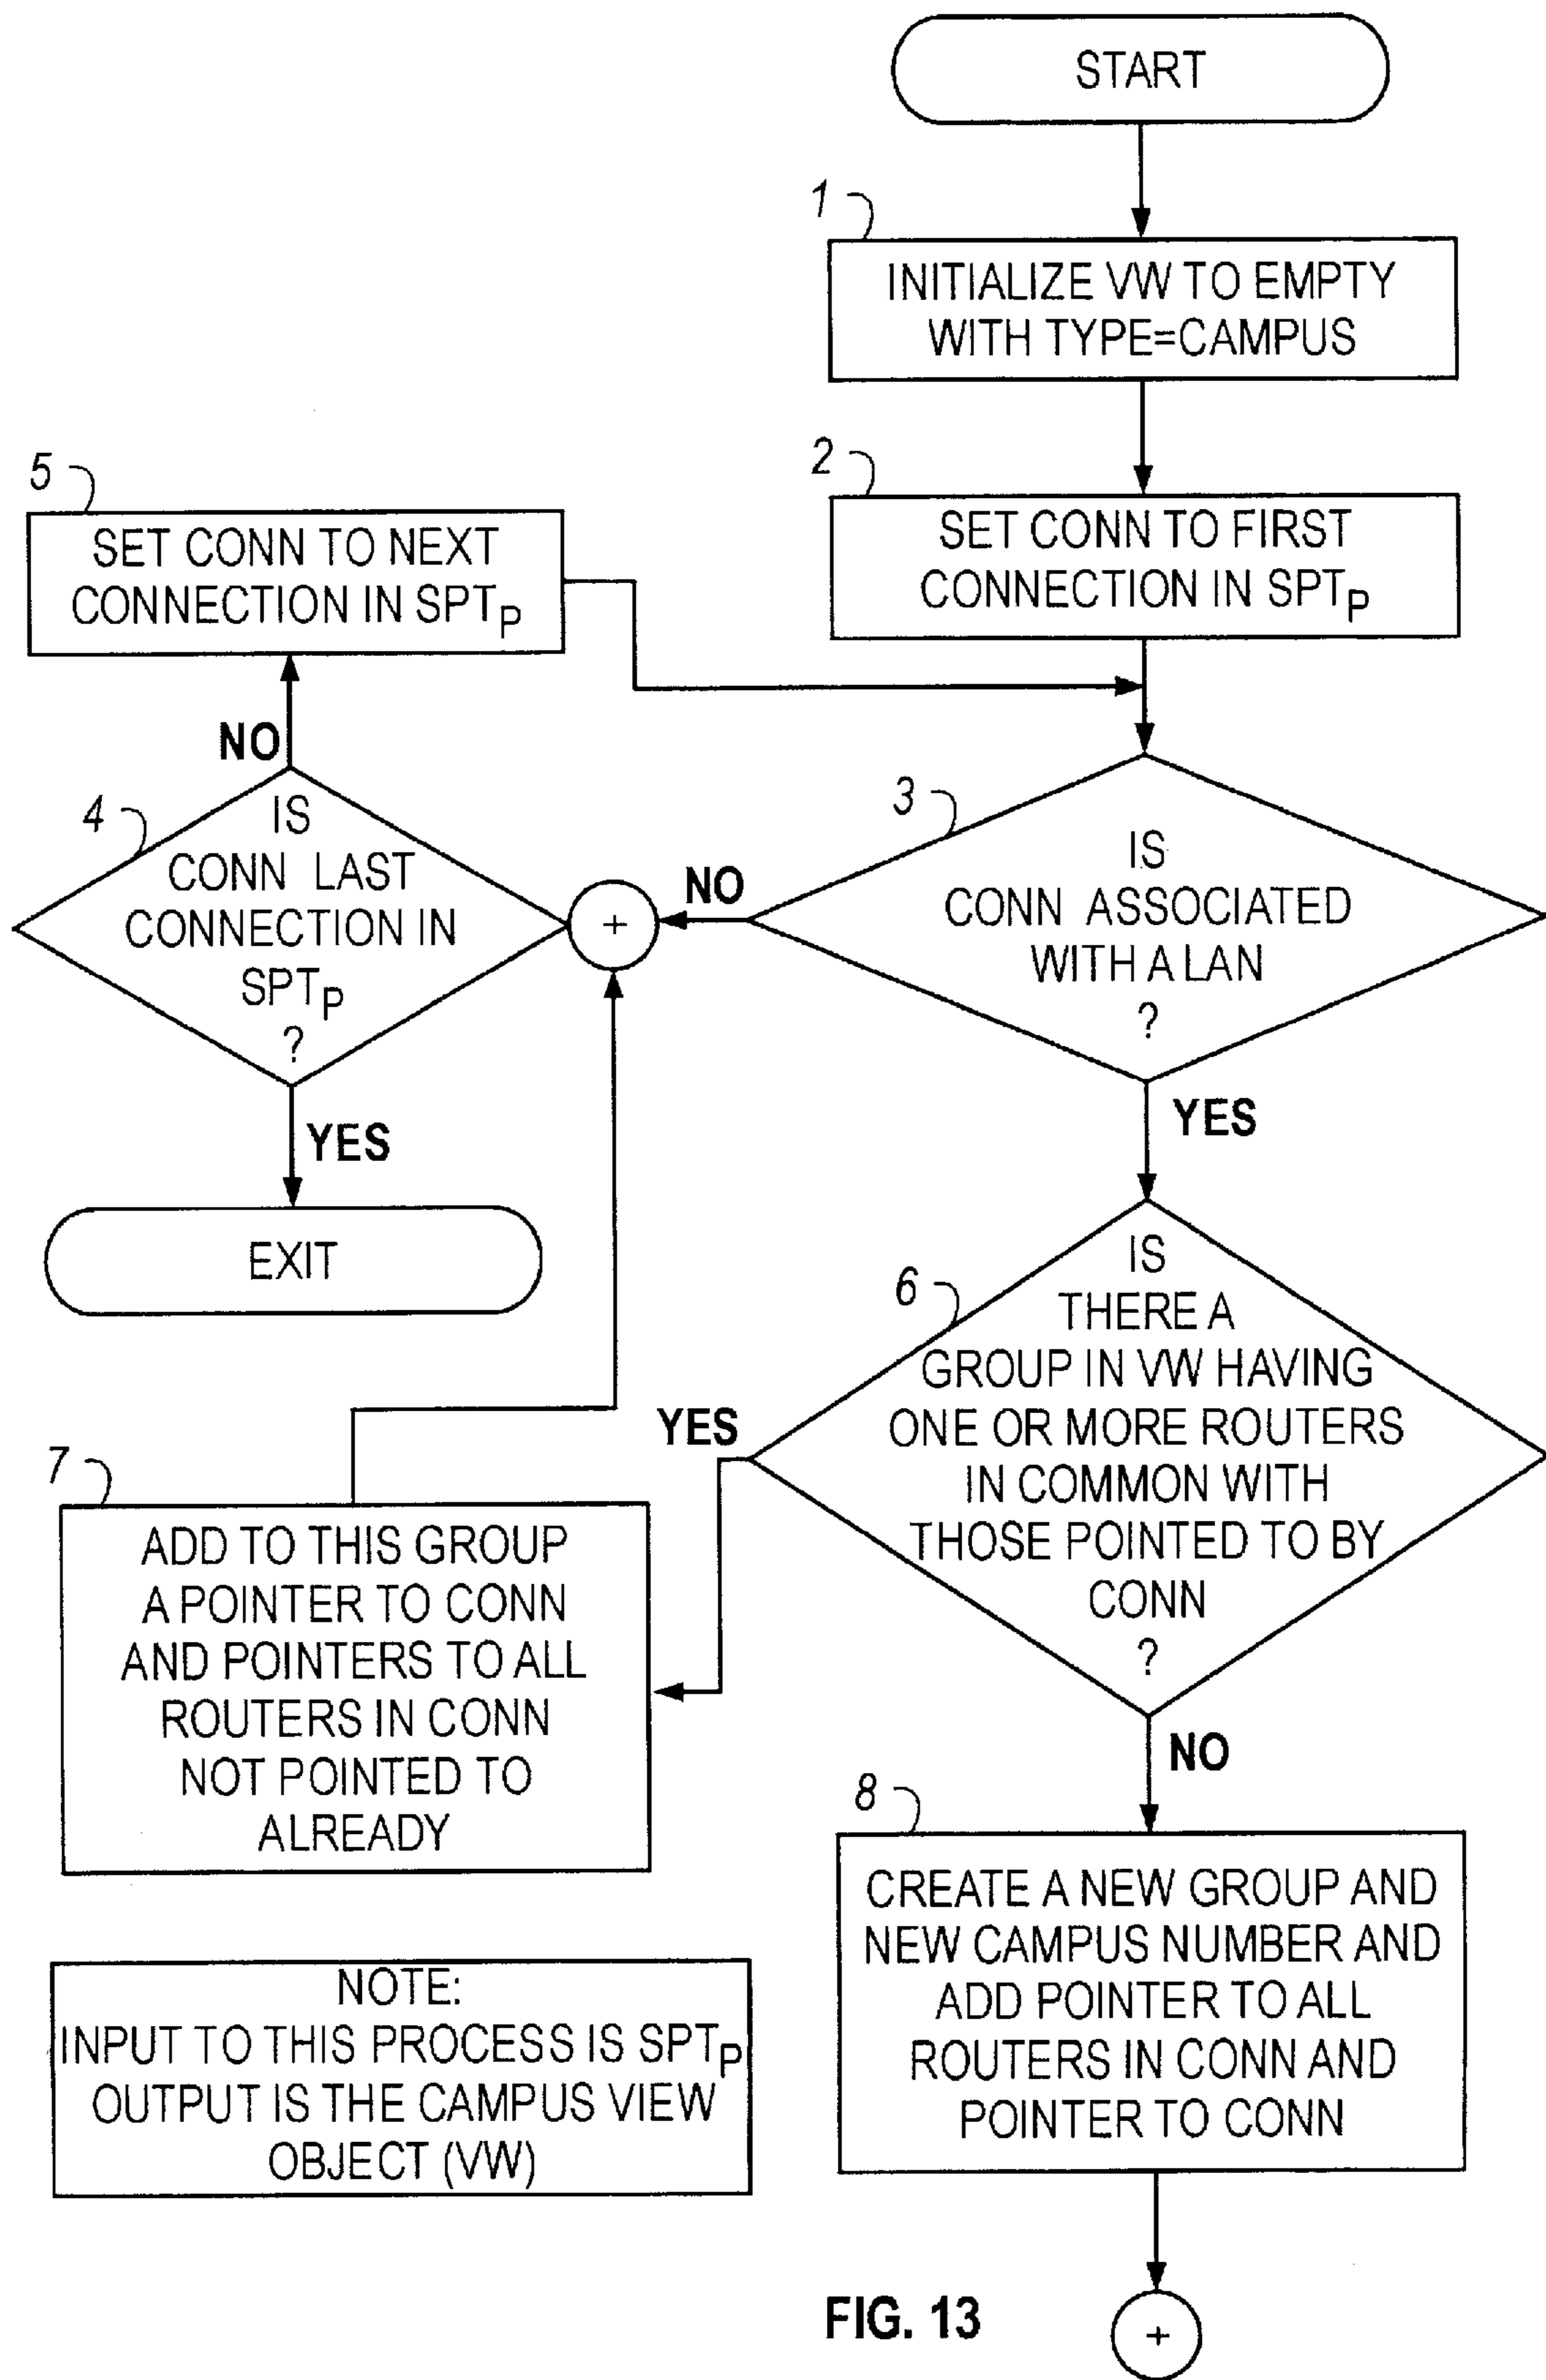 START
1
INITIALIZE VW TO EMPTY
WITH TYPE=CAMPUS
2
SET CONN TO FIRST
CONNECTION IN SPTP
5
SET CONN TO NEXT
CONNECTION IN SPTP
NO
4
IS
CONN LAST
CONNECTION IN
SPTP
?
YES
EXIT
+
NO
3
IS
CONN ASSOCIATED
WITH A LAN
?
YES
6
IS
THERE A
GROUP IN VW HAVING
ONE OR MORE ROUTERS
IN COMMON WITH
THOSE POINTED TO BY
CONN
?
YES
7
ADD TO THIS GROUP
A POINTER TO CONN
AND POINTERS TO ALL
ROUTERS IN CONN
NOT POINTED TO
ALREADY
NO
8
CREATE A NEW GROUP AND
NEW CAMPUS NUMBER AND
ADD POINTER TO ALL
ROUTERS IN CONN AND
POINTER TO CONN
+
NOTE:
INPUT TO THIS PROCESS IS SPTP
OUTPUT IS THE CAMPUS VIEW
OBJECT (VW)
FIG. 13